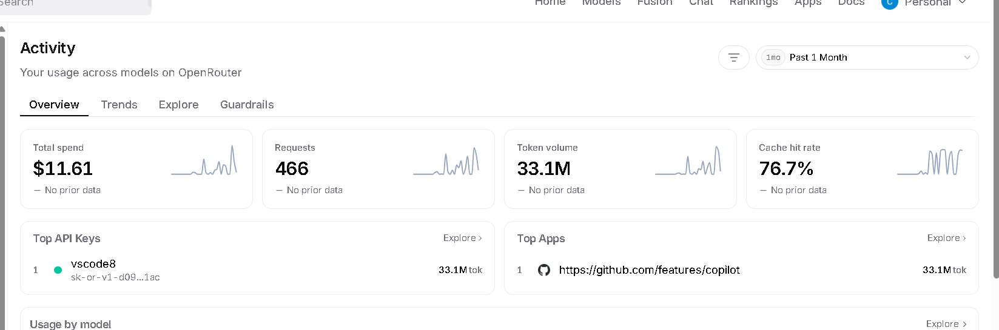 Search
Home Models Fusion Chat Rankings Apps Docs C Personal
Activity
Your usage across models on OpenRouter
1mo Past 1 Month
Overview Trends Explore Guardrails
Total spend
$11.61
— No prior data
Requests
466
— No prior data
Token volume
33.1M
— No prior data
Cache hit rate
76.7%
— No prior data
Top API Keys Explore ›
1 vscode8 33.1M tok
sk-or-v1-d09...1ac
Top Apps Explore ›
1 https://github.com/features/copilot 33.1M tok
Usage by model Explore ›